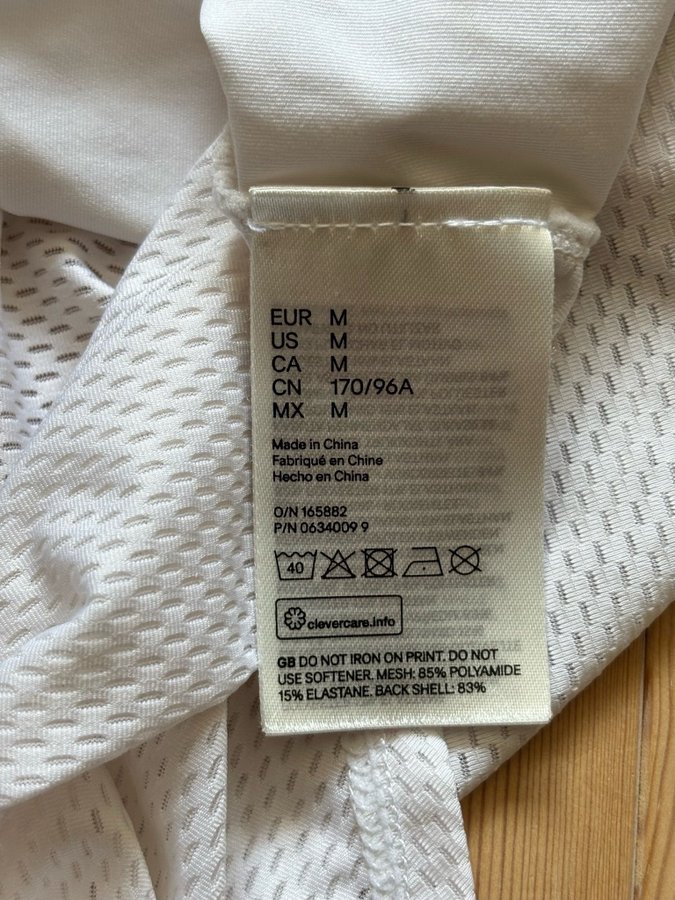 EUR M
US M
CA M
CN 170/96A
MX M
Made in China
Fabriqué en Chine
Hecho en China
O/N 165882
P/N 0634009 9
40
clevercare.info
GB DO NOT IRON ON PRINT. DO NOT
USE SOFTENER. MESH: 85% POLYAMIDE
15% ELASTANE. BACK SHELL: 83%